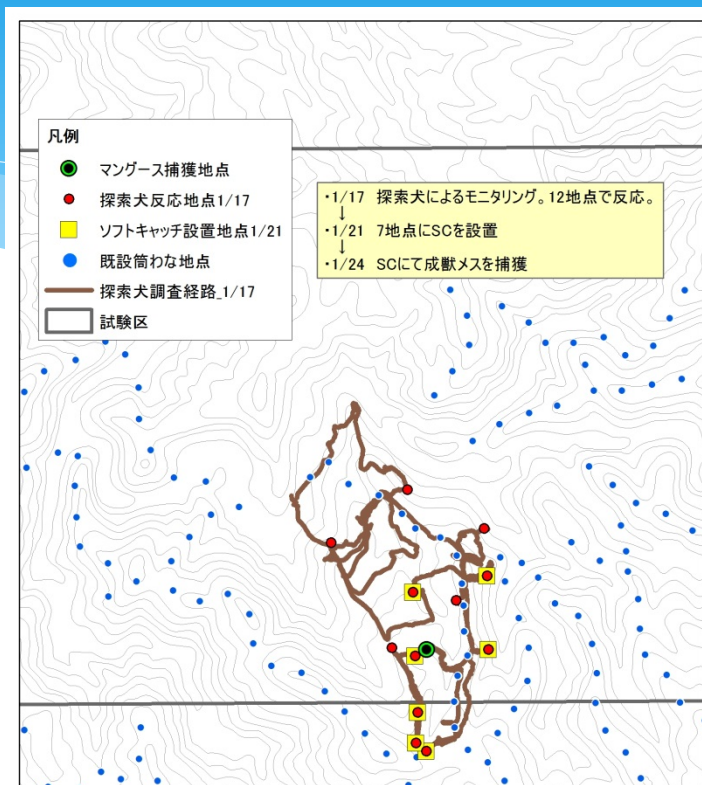 凡例
マングース捕獲地点
探索犬反応地点1/17
ソフトキャッチ設置地点1/21
既設筒わな地点
探索犬調査経路_1/17
試験区
・1/17 探索犬によるモニタリング。12地点で反応。
↓
・1/21 7地点にSCを設置
↓
・1/24 SCにて成獣メスを捕獲